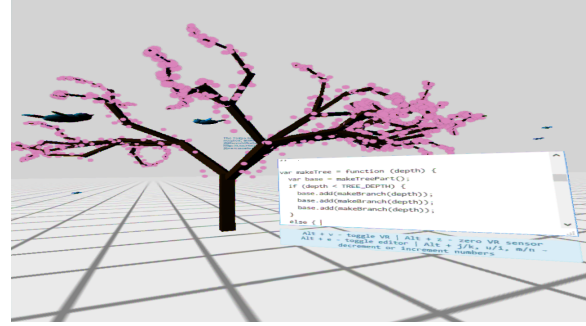 var makeTree = function (depth) {
var base = makeTreePart();
if (depth < TREE_DEPTH) {
base.add(makeBranch(depth));
base.add(makeBranch(depth));
base.add(makeBranch(depth));
}
else {
Alt + v - toggle VR | Alt + z - zero VR sensor
Alt + e - toggle editor | Alt + j/k, u/i, m/n -
decrement or increment numbers